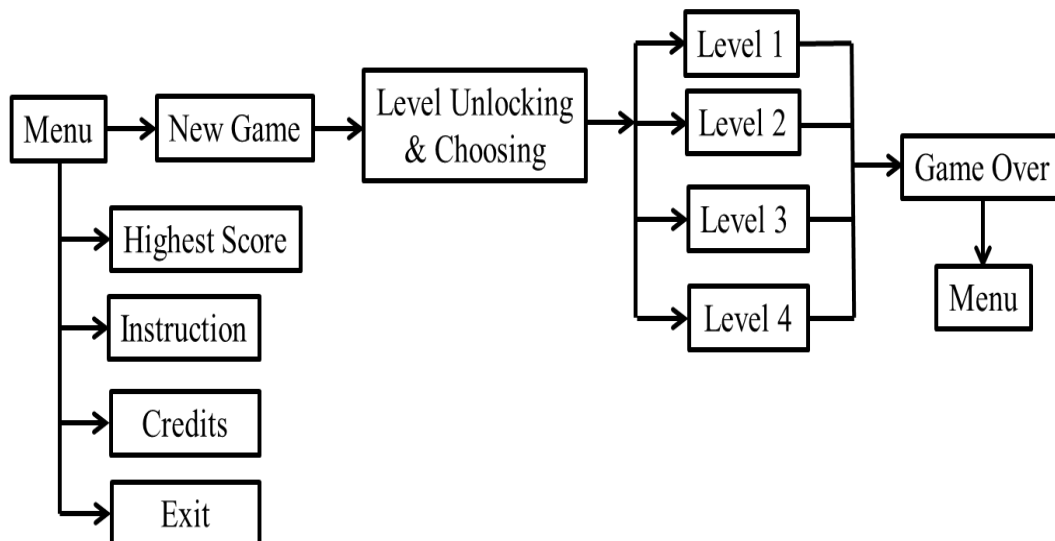 Menu
New Game
Level Unlocking
& Choosing
Level 1
Level 2
Level 3
Level 4
Game Over
Menu
Highest Score
Instruction
Credits
Exit